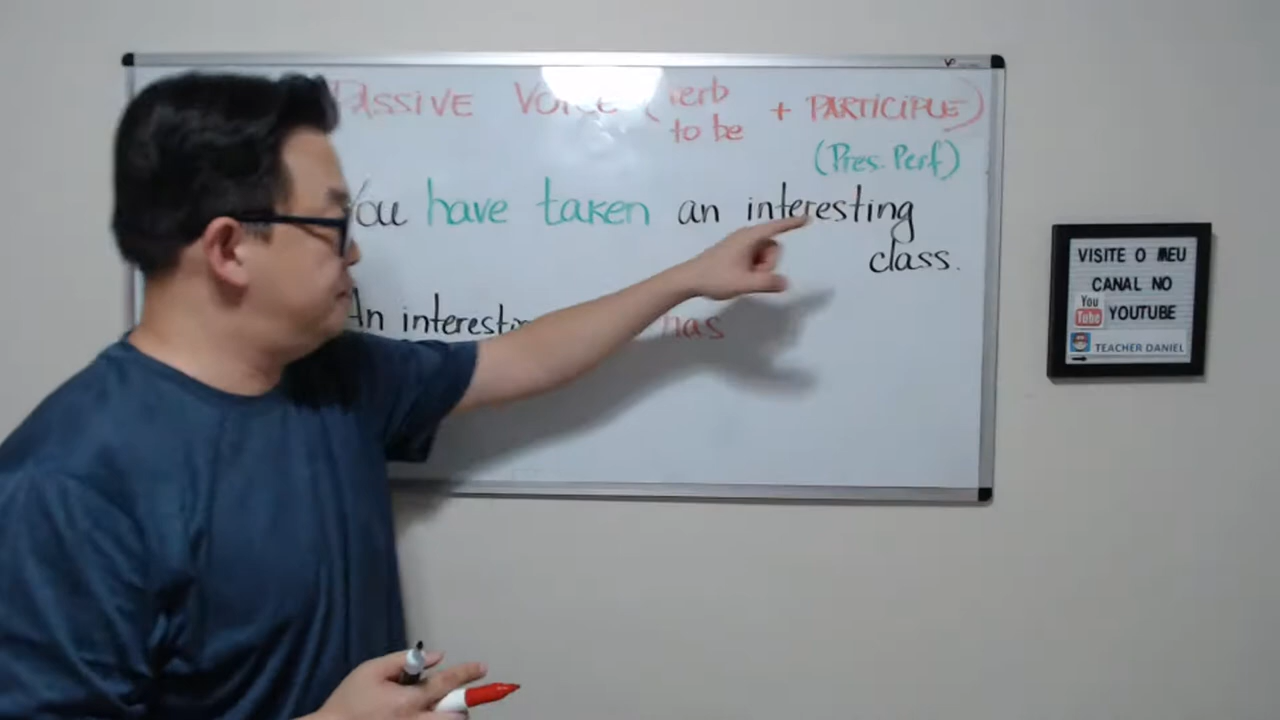 PASSIVE VOICE (verb to be + PARTICIPLE)
(Pres. Perf)
You have taken an interesting
class.
An has
VISITE O MEU
CANAL NO
You Tube YOUTUBE
TEACHER DANIEL